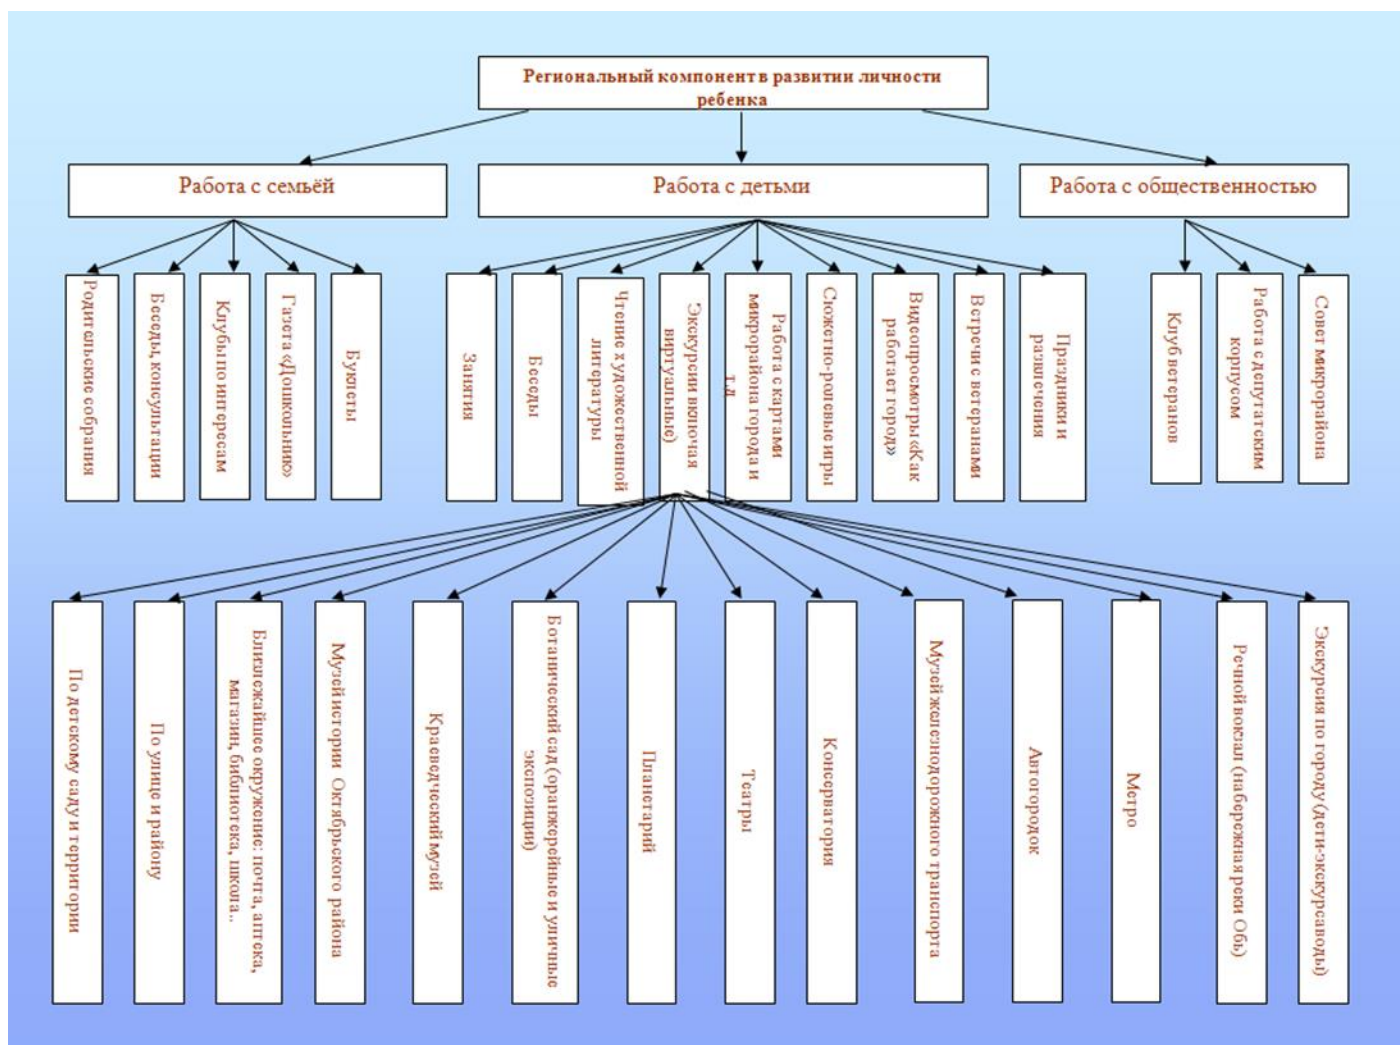 Региональный компонент в развитии личности
ребенка
Работа с семьёй
Работа с детьми
Работа с общественностью
Родительские собрания
Беседы, консультации
Клубы по интересам
Газета «Дошкольник»
Буклеты
Занятия
Беседы
Чтение художественной
литературы
Экскурсии включая
виртуальные)
Работа с картами
микрорайона города и
т.д
Сюжетно-ролевые игры
Видеопросмотры «Как
работает город»
Встречи с ветеранами
Праздники и
развлечения
Клуб ветеранов
Работа с депутатским
корпусом
Совет микрорайона
По детскому саду и территории
По улице и району
Близлежайшее окружение: почта, аптека,
магазин, библиотека, школа..
Музей истории Октябрьского района
Краеведческий музей
Ботанический сад (оранжерейные и уличные
экспозиции)
Планетарий
Театры
Консерватория
Музей железнодорожного транспорта
Автогородок
Метро
Речной вокзал (набережная реки Обь)
Экскурсия по городу (дети-экскурсаводы)